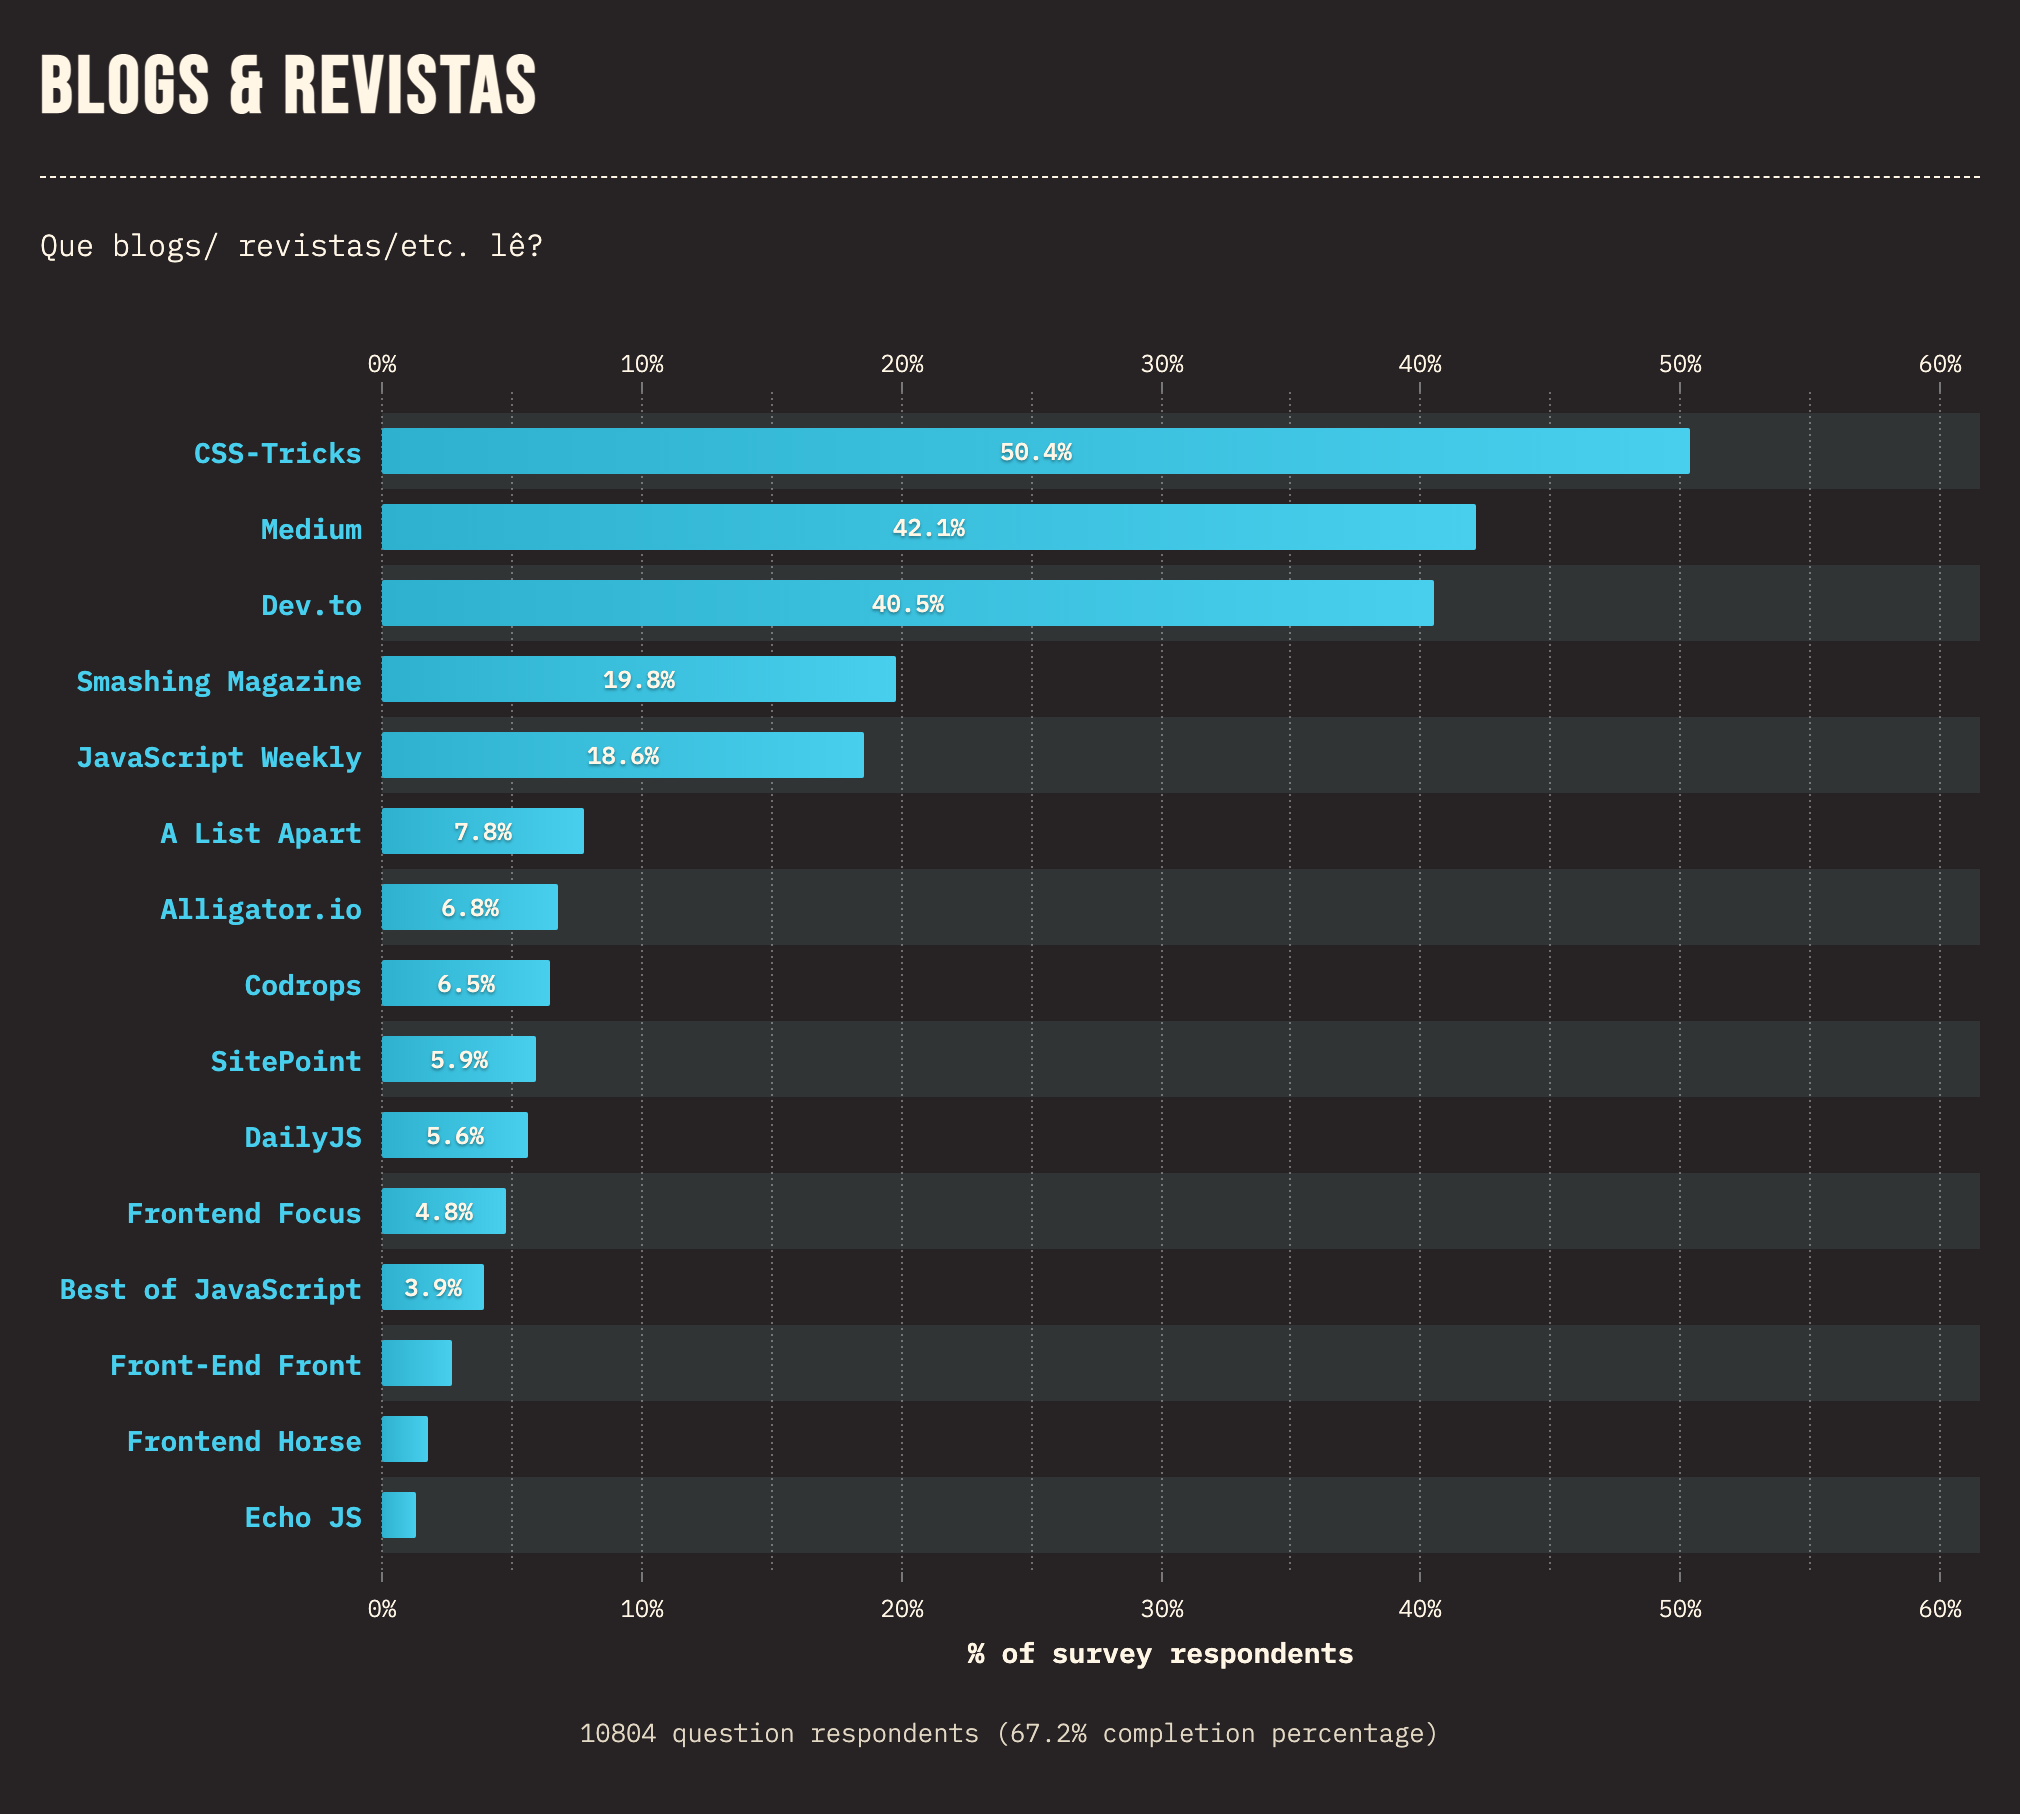 BLOGS & REVISTAS
Que blogs/ revistas/etc. lê?
0% 10% 20% 30% 40% 50% 60%
CSS-Tricks 50.4%
Medium 42.1%
Dev.to 40.5%
Smashing Magazine 19.8%
JavaScript Weekly 18.6%
A List Apart 7.8%
Alligator.io 6.8%
Codrops 6.5%
SitePoint 5.9%
DailyJS 5.6%
Frontend Focus 4.8%
Best of JavaScript 3.9%
Front-End Front
Frontend Horse
Echo JS
0% 10% 20% 30% 40% 50% 60%
% of survey respondents
10804 question respondents (67.2% completion percentage)